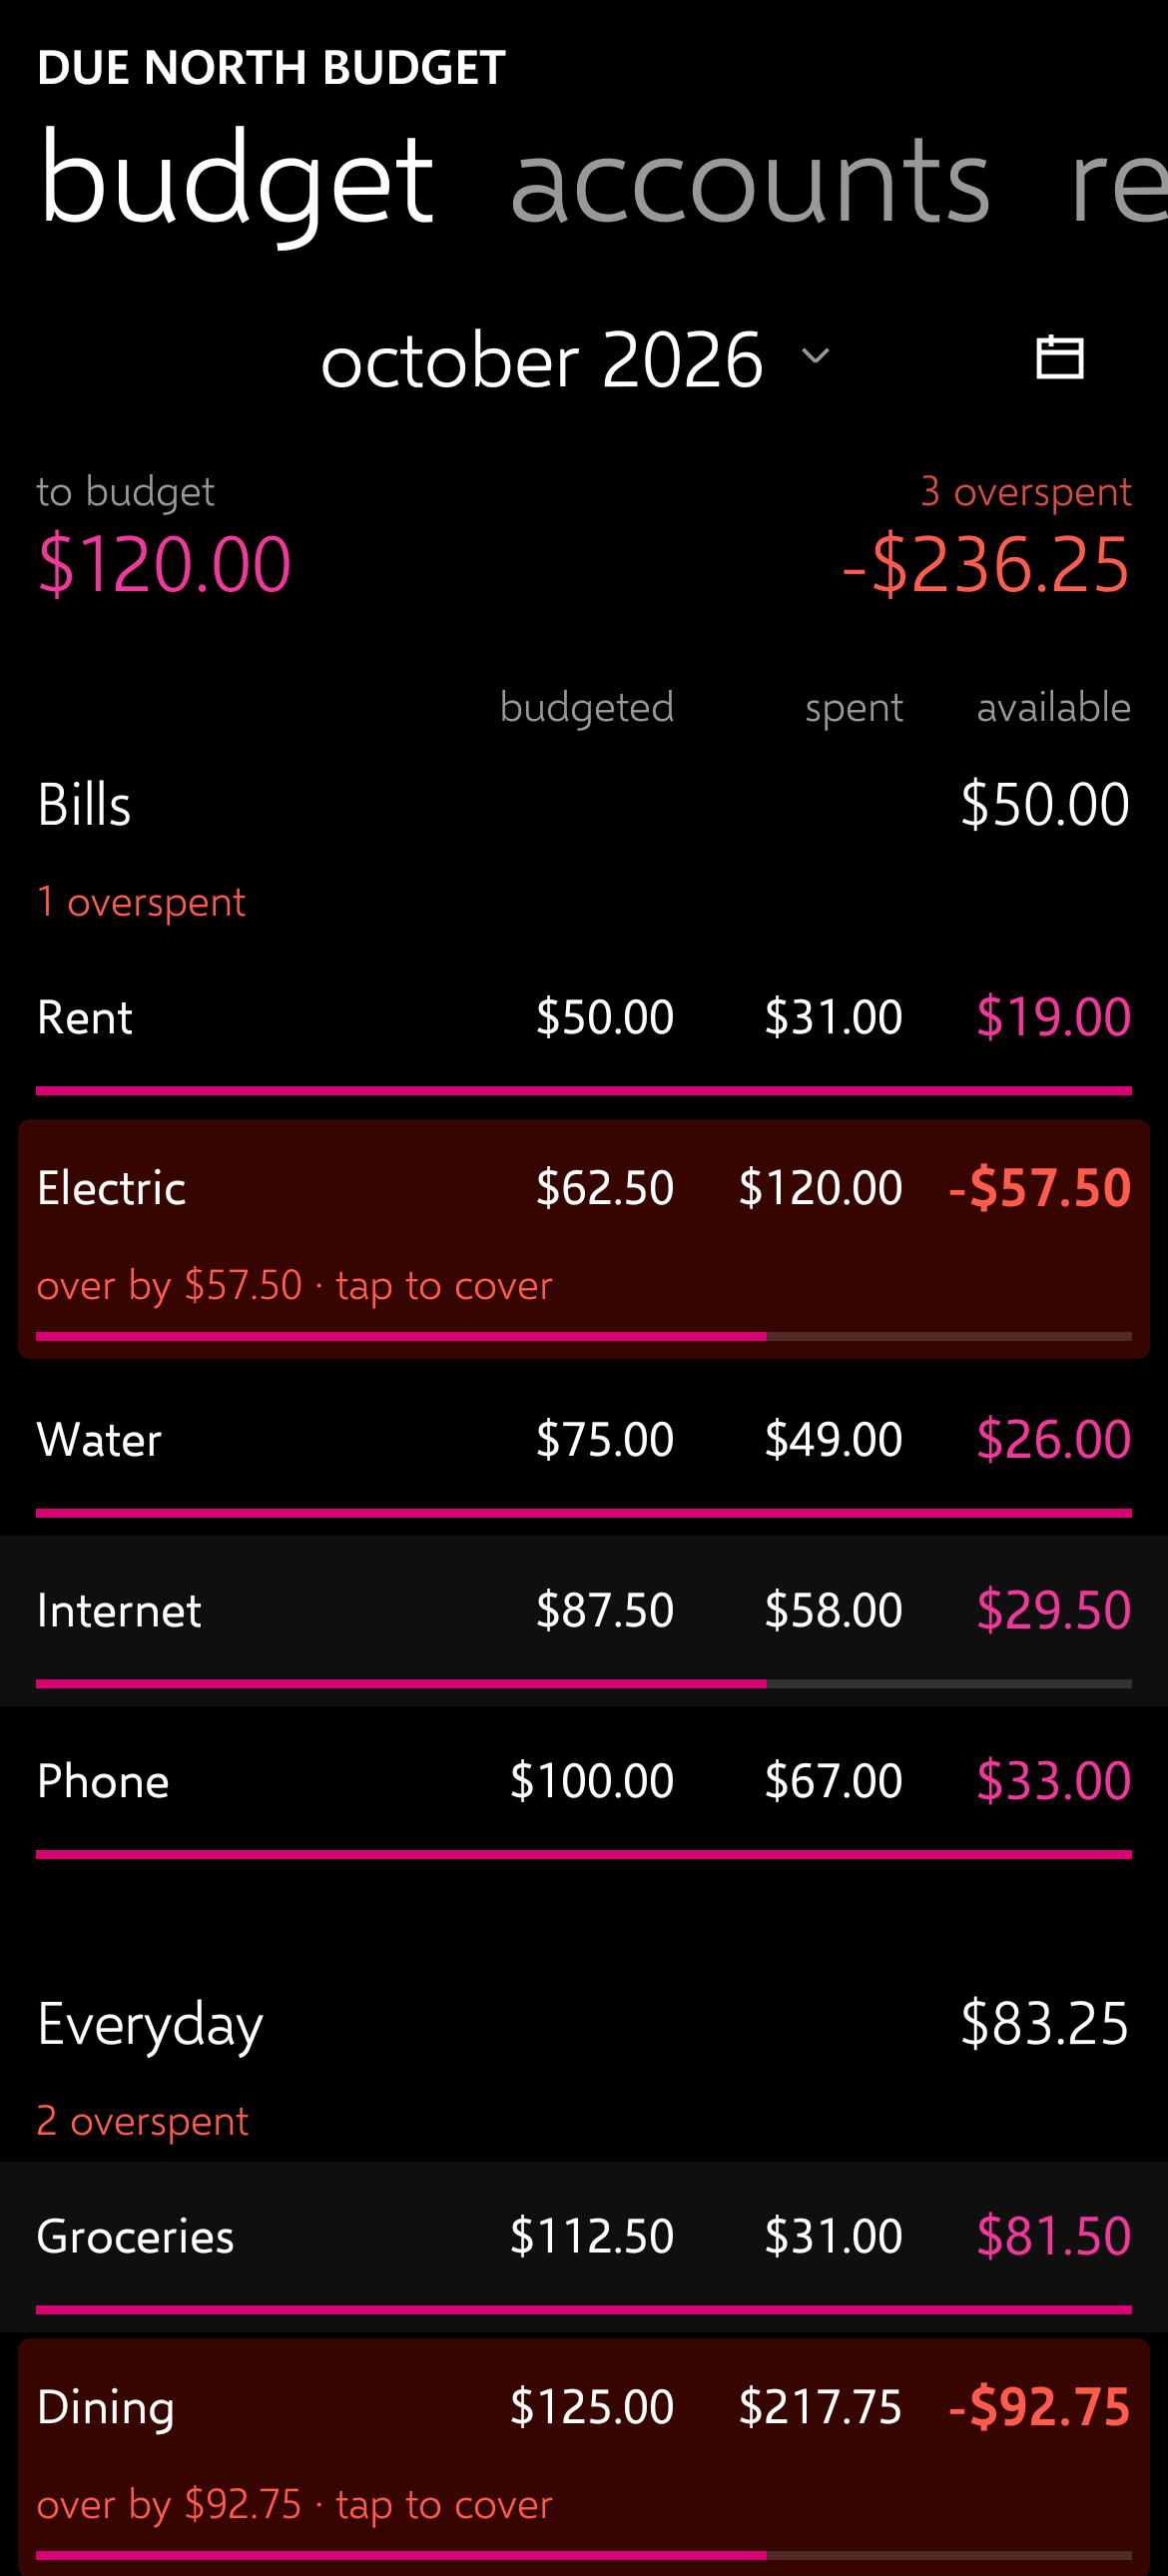 DUE NORTH BUDGET
budget accounts re
october 2026
to budget 3 overspent
$120.00 -$236.25
budgeted spent available
Bills $50.00
1 overspent
Rent $50.00 $31.00 $19.00
Electric $62.50 $120.00 -$57.50
over by $57.50 · tap to cover
Water $75.00 $49.00 $26.00
Internet $87.50 $58.00 $29.50
Phone $100.00 $67.00 $33.00
Everyday $83.25
2 overspent
Groceries $112.50 $31.00 $81.50
Dining $125.00 $217.75 -$92.75
over by $92.75 · tap to cover